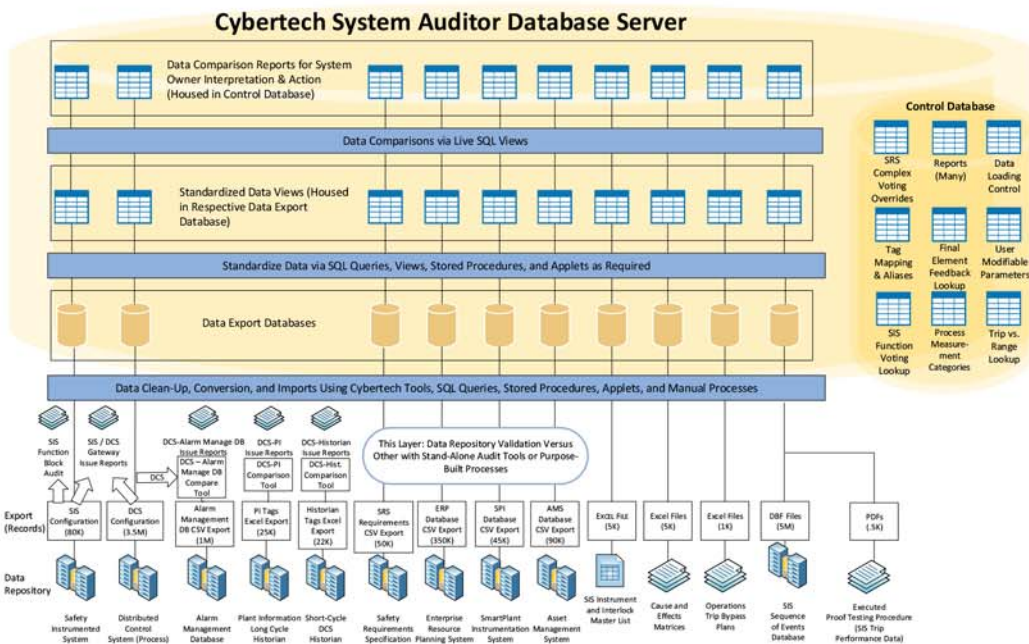 Cybertech System Auditor Database Server
Data Comparison Reports for System
Owner Interpretation & Action
(Housed in Control Database)
Data Comparisons via Live SQL Views
Standardized Data Views (Housed
in Respective Data Export
Database)
Standardize Data via SQL Queries, Views, Stored Procedures, and Applets as Required
Data Export Databases
Data Clean-Up, Conversion, and Imports Using Cybertech Tools, SQL Queries, Stored Procedures, Applets, and Manual Processes
Control Database
SRS
Complex
Voting
Overrides
Reports
(Many)
Data
Loading
Control
Tag
Mapping
& Aliases
Final
Element
Feedback
Lookup
User
Modifiable
Parameters
SIS
Function
Voting
Lookup
Process
Measure-
ment
Categories
Trip vs.
Range
Lookup
SIS
Function
Block
Audit
SIS / DCS
Gateway
Issue Reports
DCS-Alarm Manage DB
Issue Reports
DCS-PI
Issue Reports
DCS-Historian
Issue Reports
This Layer: Data Repository Validation Versus
Other with Stand-Alone Audit Tools or Purpose-
Built Processes
DCS
DCS – Alarm
Manage DB
Compare
Tool
DCS-PI
Comparison
Tool
DCS-Hist.
Comparison
Tool
Export
(Records)
SIS
Configuration
(80K)
DCS
Configuration
(3.5M)
Alarm
Management
DB CSV Export
(1M)
PI Tags
Excel Export
(25K)
Historian
Tags Excel
Export
(22K)
SRS
Requirements
CSV Export
(50K)
ERP
Database
CSV Export
(350K)
SPI
Database
CSV Export
(45K)
AMS
Database
CSV Export
(90K)
EXCEL FILE
(5K)
Excel Files
(5K)
Excel Files
(1K)
DBF Files
(5M)
PDFs
(.5K)
Data
Repository
Safety
Instrumented
System
Distributed
Control
System (Process)
Alarm
Management
Database
Plant Information
Long Cycle
Historian
Short-Cycle
DCS
Historian
Safety
Requirements
Specification
Enterprise
Resource
Planning System
SmartPlant
Instrumentation
System
Asset
Management
System
SIS Instrument
and Interlock
Master List
Cause and
Effects
Matrices
Operations
Trip Bypass
Plans
SIS
Sequence
of Events
Database
Executed
Proof Testing Procedure
(SIS Trip
Performance Data)